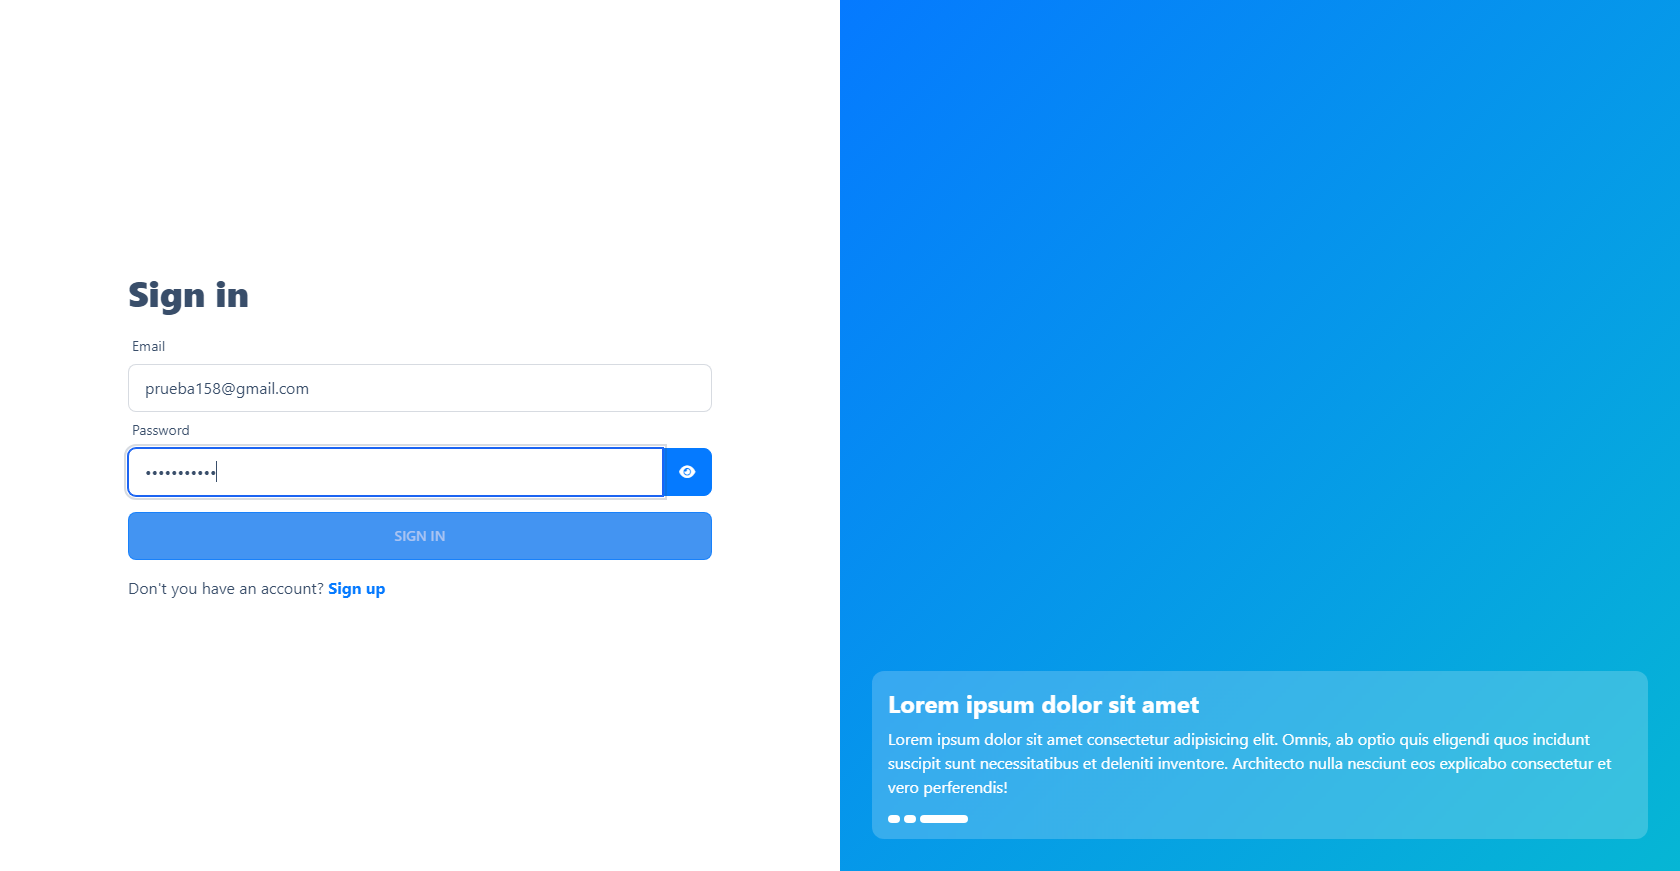 Sign in
Email
prueba158@gmail.com
Password
•••••••••••
SIGN IN
Don't you have an account? Sign up
Lorem ipsum dolor sit amet
Lorem ipsum dolor sit amet consectetur adipisicing elit. Omnis, ab optio quis eligendi quos incidunt
suscipit sunt necessitatibus et deleniti inventore. Architecto nulla nesciunt eos explicabo consectetur et
vero perferendis!